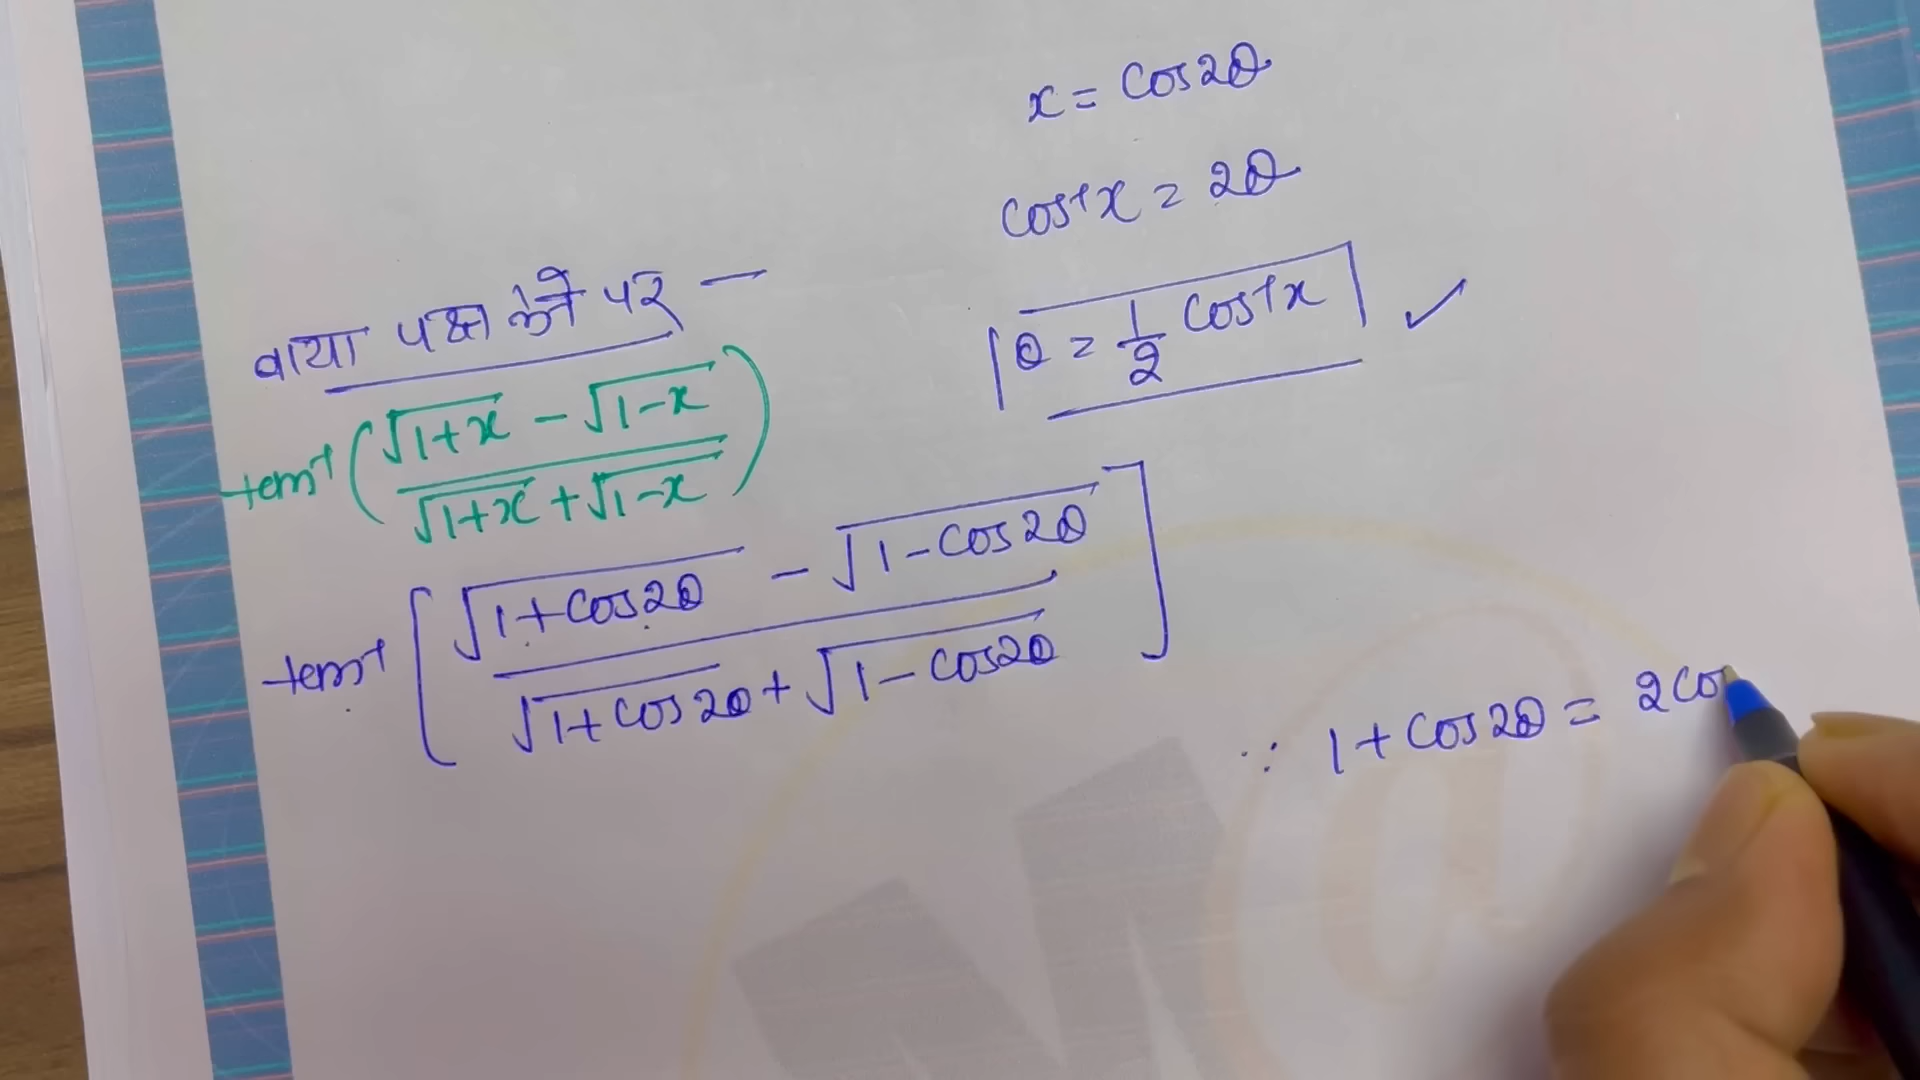 x = cos2θ
cos⁻¹x = 2θ
θ = 1/2 cos⁻¹x ✓
वाया पक्ष लेने पर –
tan⁻¹ ( (√(1+x) - √(1-x)) / (√(1+x) + √(1-x)) )
tan⁻¹ [ (√(1+cos2θ) - √(1-cos2θ)) / (√(1+cos2θ) + √(1-cos2θ)) ]
∵ 1+cos2θ = 2cos